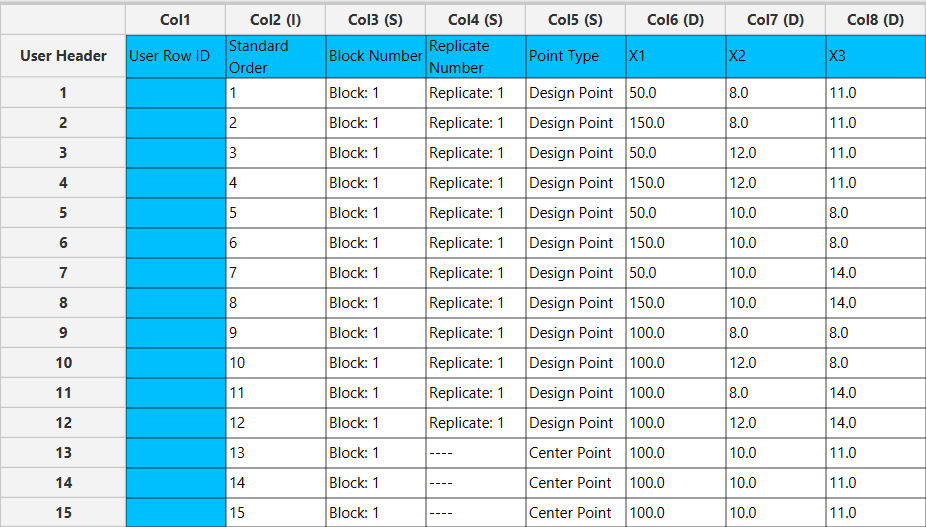 Col1 Col2 (I) Col3 (S) Col4 (S) Col5 (S) Col6 (D) Col7 (D) Col8 (D)
User Header User Row ID Standard Order Block Number Replicate Number Point Type X1 X2 X3
1 1 Block: 1 Replicate: 1 Design Point 50.0 8.0 11.0
2 2 Block: 1 Replicate: 1 Design Point 150.0 8.0 11.0
3 3 Block: 1 Replicate: 1 Design Point 50.0 12.0 11.0
4 4 Block: 1 Replicate: 1 Design Point 150.0 12.0 11.0
5 5 Block: 1 Replicate: 1 Design Point 50.0 10.0 8.0
6 6 Block: 1 Replicate: 1 Design Point 150.0 10.0 8.0
7 7 Block: 1 Replicate: 1 Design Point 50.0 10.0 14.0
8 8 Block: 1 Replicate: 1 Design Point 150.0 10.0 14.0
9 9 Block: 1 Replicate: 1 Design Point 100.0 8.0 8.0
10 10 Block: 1 Replicate: 1 Design Point 100.0 12.0 8.0
11 11 Block: 1 Replicate: 1 Design Point 100.0 8.0 14.0
12 12 Block: 1 Replicate: 1 Design Point 100.0 12.0 14.0
13 13 Block: 1 ---- Center Point 100.0 10.0 11.0
14 14 Block: 1 ---- Center Point 100.0 10.0 11.0
15 15 Block: 1 ---- Center Point 100.0 10.0 11.0